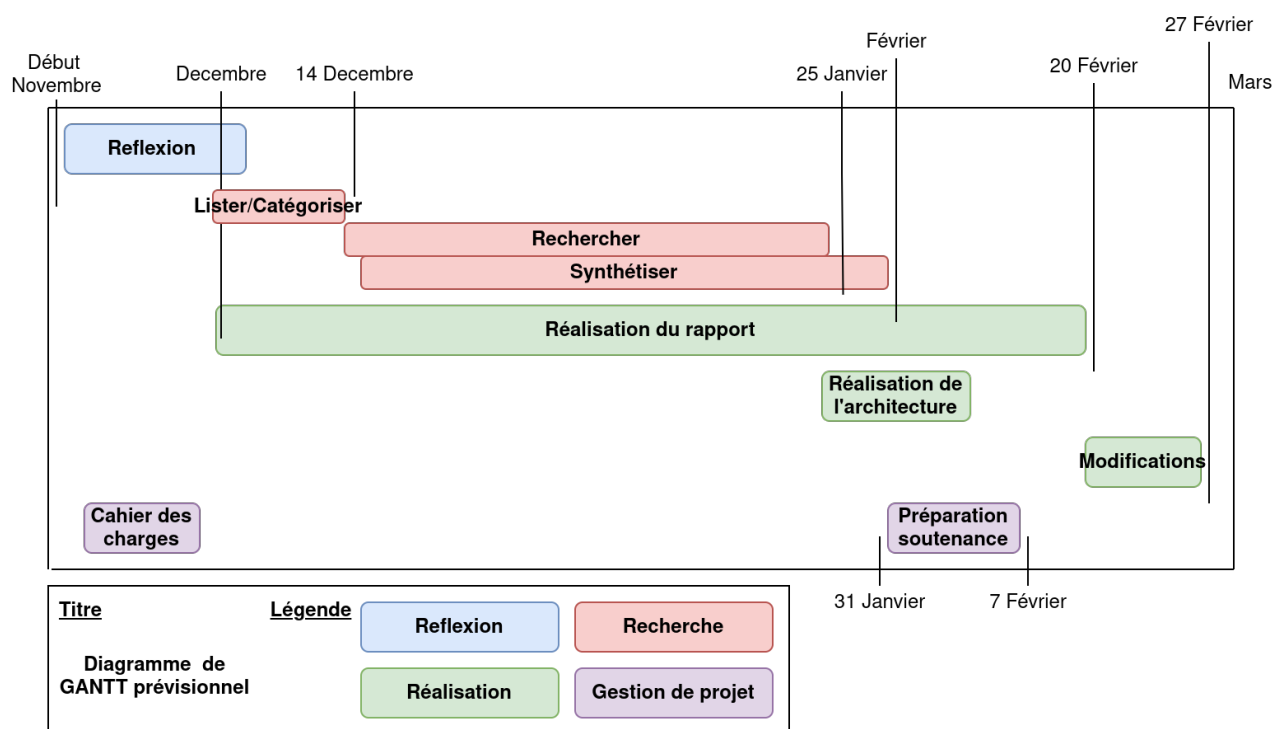 27 Février
Février
Début
Novembre
Decembre
14 Decembre
25 Janvier
20 Février
Mars
Reflexion
Lister/Catégoriser
Rechercher
Synthétiser
Réalisation du rapport
Réalisation de
l'architecture
Modifications
Cahier des
charges
Préparation
soutenance
31 Janvier
7 Février
Titre
Légende
Reflexion
Recherche
Diagramme de
GANTT prévisionnel
Réalisation
Gestion de projet